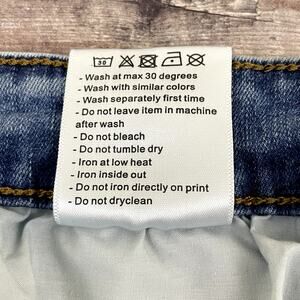 30
- Wash at max 30 degrees
- Wash with similar colors
- Wash separately first time
- Do not leave item in machine
after wash
- Do not bleach
- Do not tumble dry
- Iron at low heat
- Iron inside out
- Do not iron directly on print
- Do not dryclean